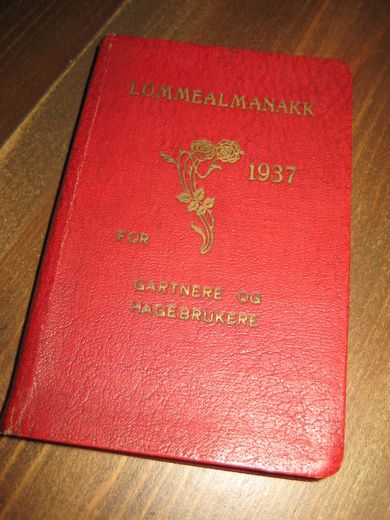 LOMMEALMANAKK
1937
FOR
GARTNERE OG
HAGEBRUKERE